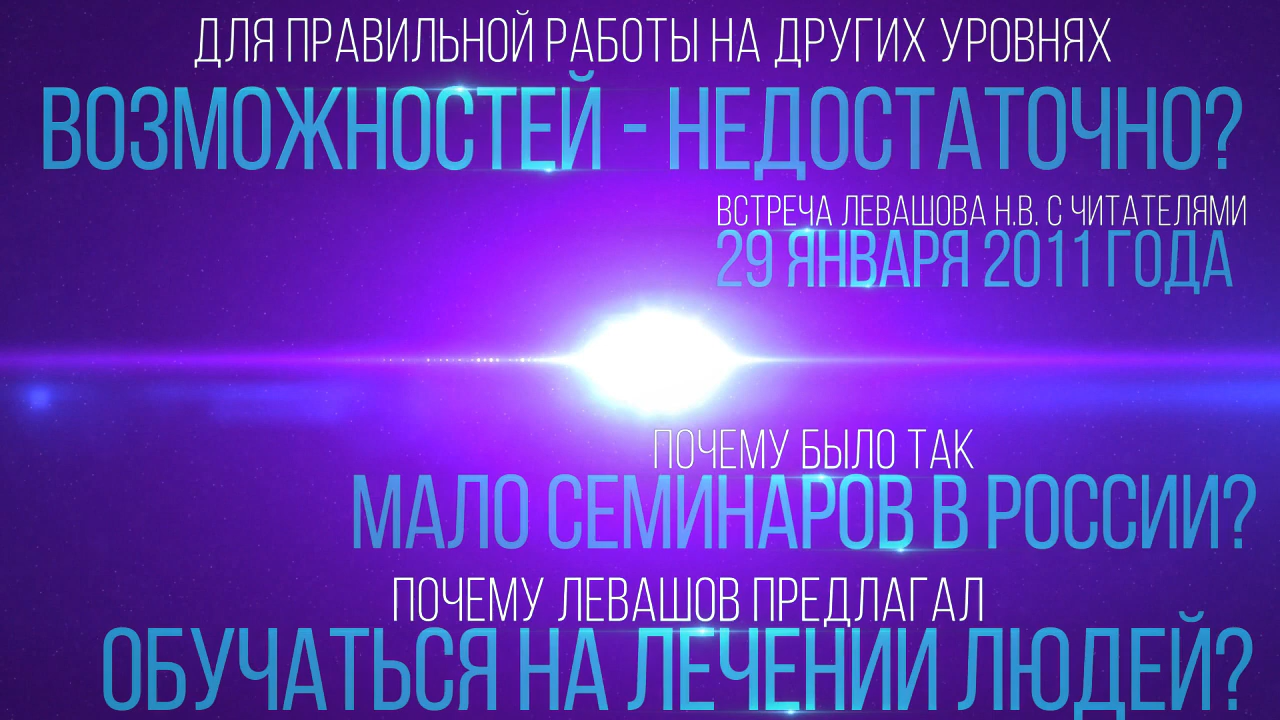 ДЛЯ ПРАВИЛЬНОЙ РАБОТЫ НА ДРУГИХ УРОВНЯХ
ВОЗМОЖНОСТЕЙ - НЕДОСТАТОЧНО?
ВСТРЕЧА ЛЕВАШОВА Н.В. С ЧИТАТЕЛЯМИ
29 ЯНВАРЯ 2011 ГОДА
ПОЧЕМУ БЫЛО ТАК
МАЛО СЕМИНАРОВ В РОССИИ?
ПОЧЕМУ ЛЕВАШОВ ПРЕДЛАГАЛ
ОБУЧАТЬСЯ НА ЛЕЧЕНИИ ЛЮДЕЙ?